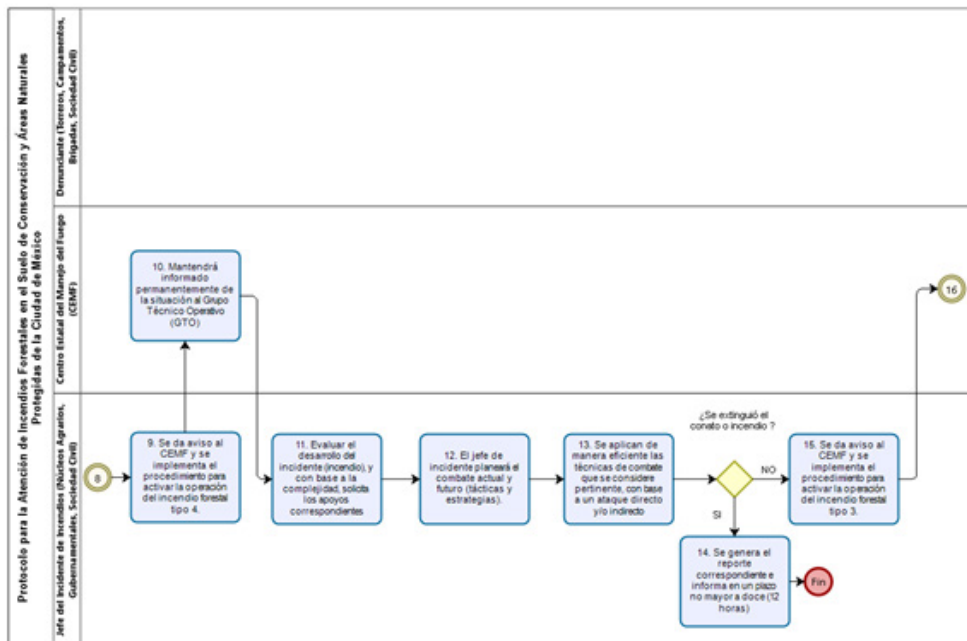 Protocolo para la Atención de Incendios Forestales en el Suelo de Conservación y Áreas Naturales
Protegidas de la Ciudad de México
Denunciante (Torreros, Campamentos,
Brigadas, Sociedad Civil)
Centro Estatal del Manejo del Fuego
(CEMF)
10. Mantendrá
informado
permanentemente de
la situación al Grupo
Técnico Operativo
(GTO)
16
Jefe del Incidente de Incendios (Núcleos Agrarios,
Gubernamentales, Sociedad Civil)
8
9. Se da aviso al
CEMF y se
implementa el
procedimiento para
activar la operación
del incendio forestal
tipo 4.
11. Evaluar el
desarrollo del
incidente (incendio), y
con base a la
complejidad, solicita
los apoyos
correspondientes
12. El jefe de
incidente planeará el
combate actual y
futuro (tácticas y
estrategias).
13. Se aplican de
manera eficiente las
técnicas de combate
que se considere
pertinente, con base
a un ataque directo
y/o indirecto
¿Se extinguió el
conato o incendio ?
NO
SI
15. Se da aviso al
CEMF y se
implementa el
procedimiento para
activar la operación
del incendio forestal
tipo 3.
14. Se genera el
reporte
correspondiente e
informa en un plazo
no mayor a doce (12
horas)
Fin